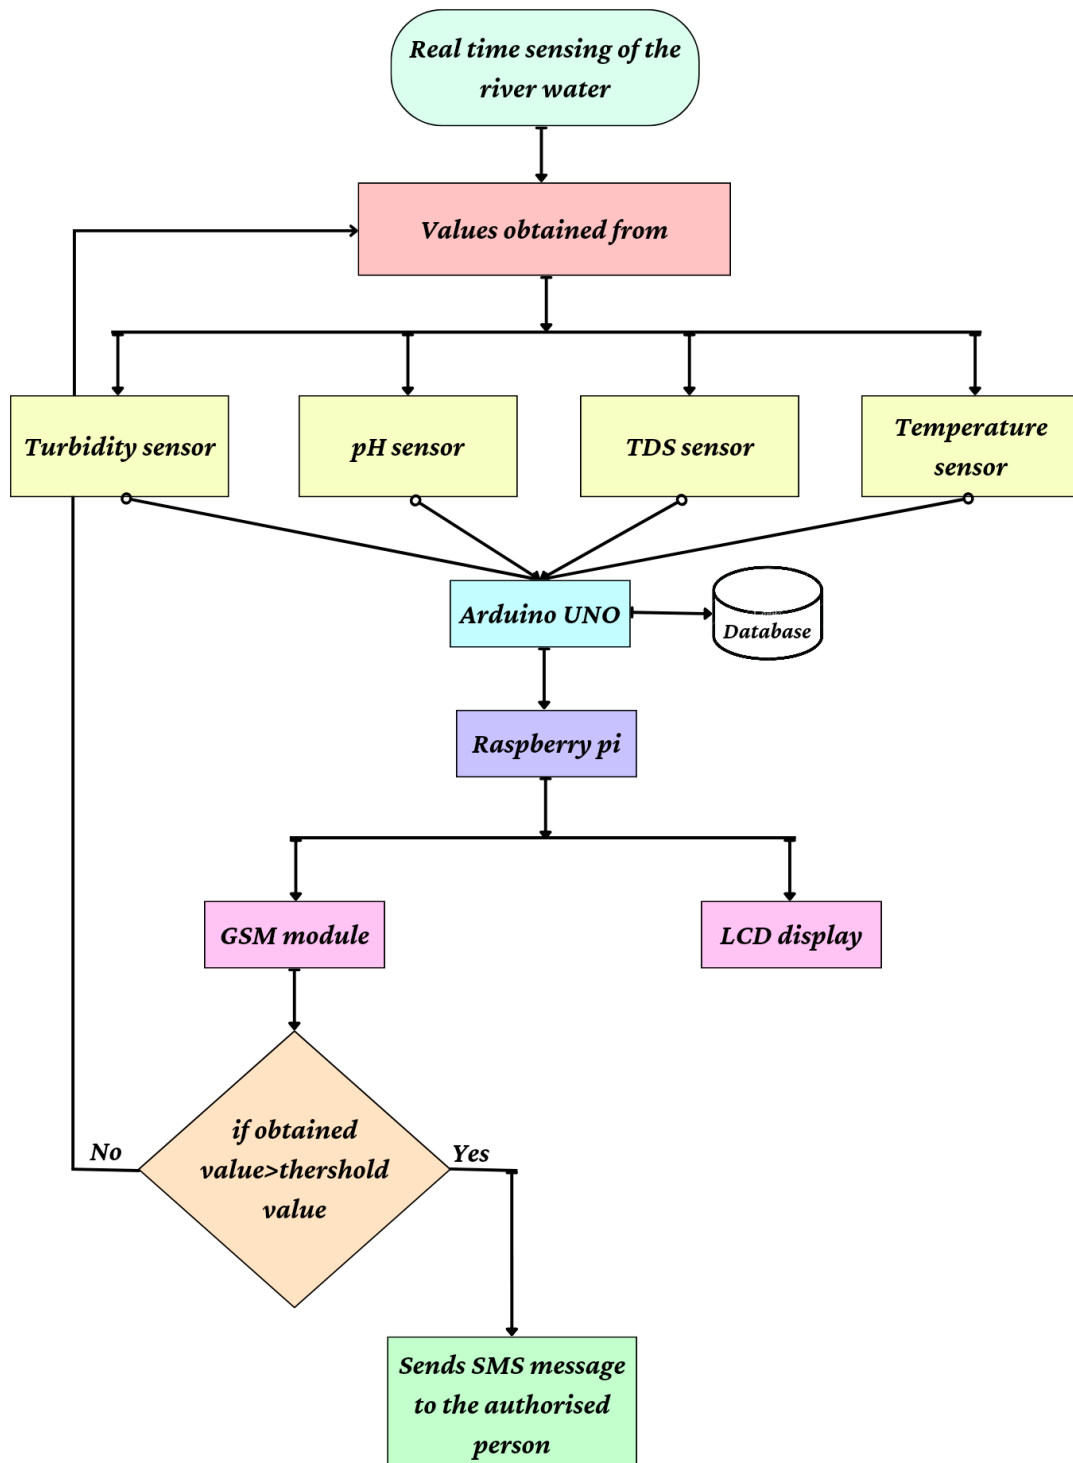 Real time sensing of the
river water
Values obtained from
Turbidity sensor
pH sensor
TDS sensor
Temperature
sensor
Arduino UNO
Database
Raspberry pi
GSM module
LCD display
if obtained
value>thershold
value
No
Yes
Sends SMS message
to the authorised
person